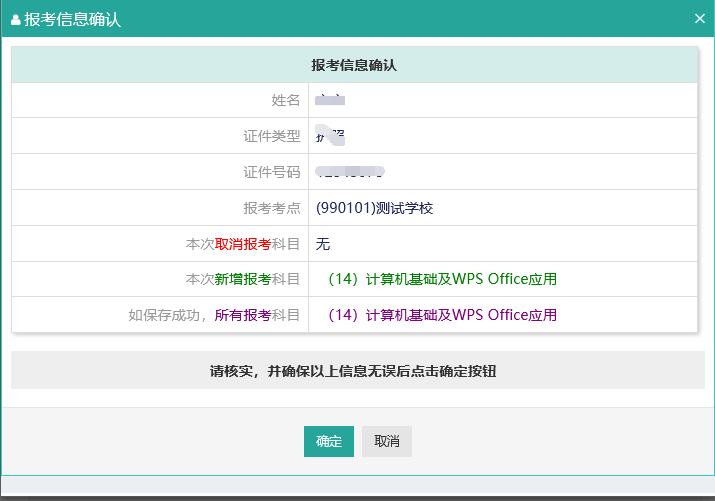 报考信息确认
报考信息确认
姓名
证件类型
证件号码
报考考点 (990101)测试学校
本次取消报考科目 无
本次新增报考科目 （14）计算机基础及WPS Office应用
如保存成功，所有报考科目 （14）计算机基础及WPS Office应用
请核实，并确保以上信息无误后点击确定按钮
确定 取消